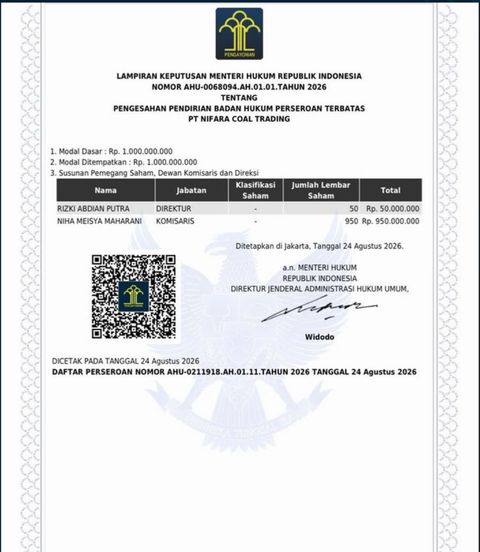 PENGAYOMAN
LAMPIRAN KEPUTUSAN MENTERI HUKUM REPUBLIK INDONESIA
NOMOR AHU-0068094.AH.01.01.TAHUN 2026
TENTANG
PENGESAHAN PENDIRIAN BADAN HUKUM PERSEROAN TERBATAS
PT NIFARA COAL TRADING
1. Modal Dasar : Rp. 1.000.000.000
2. Modal Ditempatkan : Rp. 1.000.000.000
3. Susunan Pemegang Saham, Dewan Komisaris dan Direksi
Nama Jabatan Klasifikasi Saham Jumlah Lembar Saham Total
RIZKI ABDIAN PUTRA DIREKTUR - 50 Rp. 50.000.000
NIHA MEISYA MAHARANI KOMISARIS - 950 Rp. 950.000.000
Ditetapkan di Jakarta, Tanggal 24 Agustus 2026.
a.n. MENTERI HUKUM
REPUBLIK INDONESIA
DIREKTUR JENDERAL ADMINISTRASI HUKUM UMUM,
Widodo
DICETAK PADA TANGGAL 24 Agustus 2026
DAFTAR PERSEROAN NOMOR AHU-0211918.AH.01.11.TAHUN 2026 TANGGAL 24 Agustus 2026